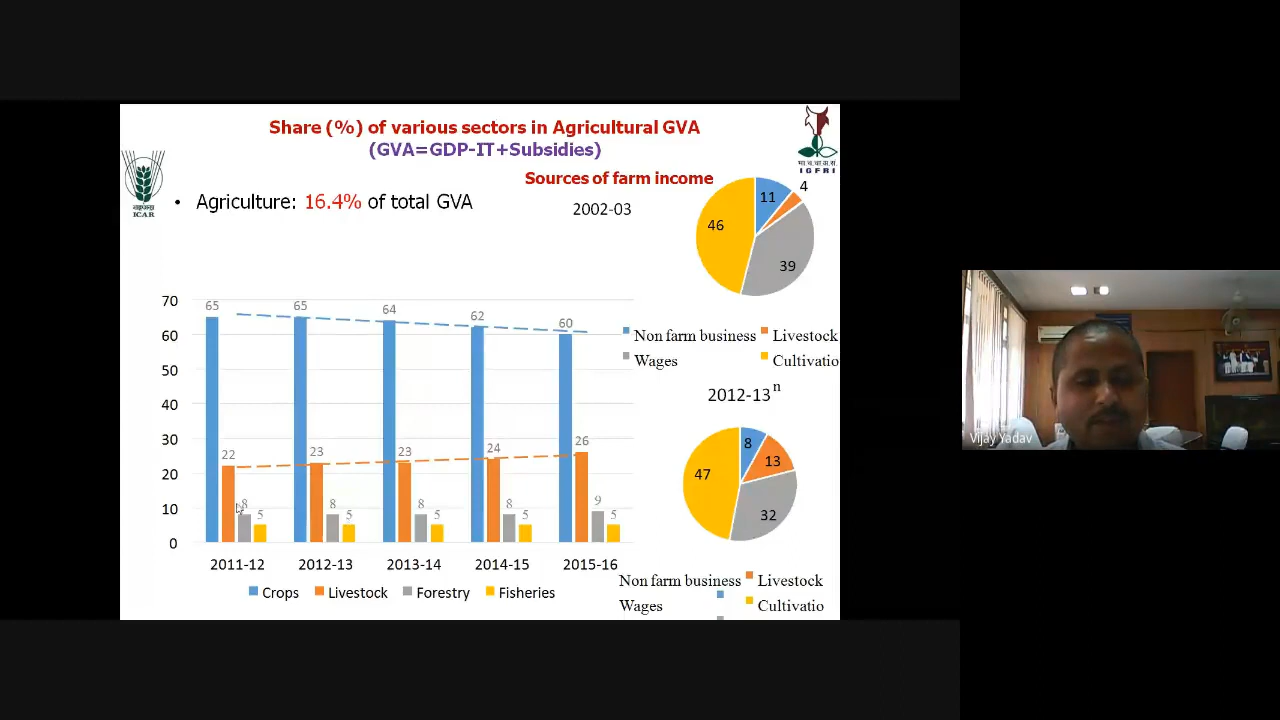 Share (%) of various sectors in Agricultural GVA
(GVA=GDP-IT+Subsidies)
ICAR
IGFRI
Sources of farm income
• Agriculture: 16.4% of total GVA
2002-03
11
4
39
46
Non farm business
Livestock
Wages
Cultivatio
n
2012-13
8
13
32
47
Non farm business
Livestock
Wages
Cultivatio
70
60
50
40
30
20
10
0
65
22
8
5
65
23
8
5
64
23
8
5
62
24
8
5
60
26
9
5
2011-12
2012-13
2013-14
2014-15
2015-16
Crops
Livestock
Forestry
Fisheries
Vijay Yadav